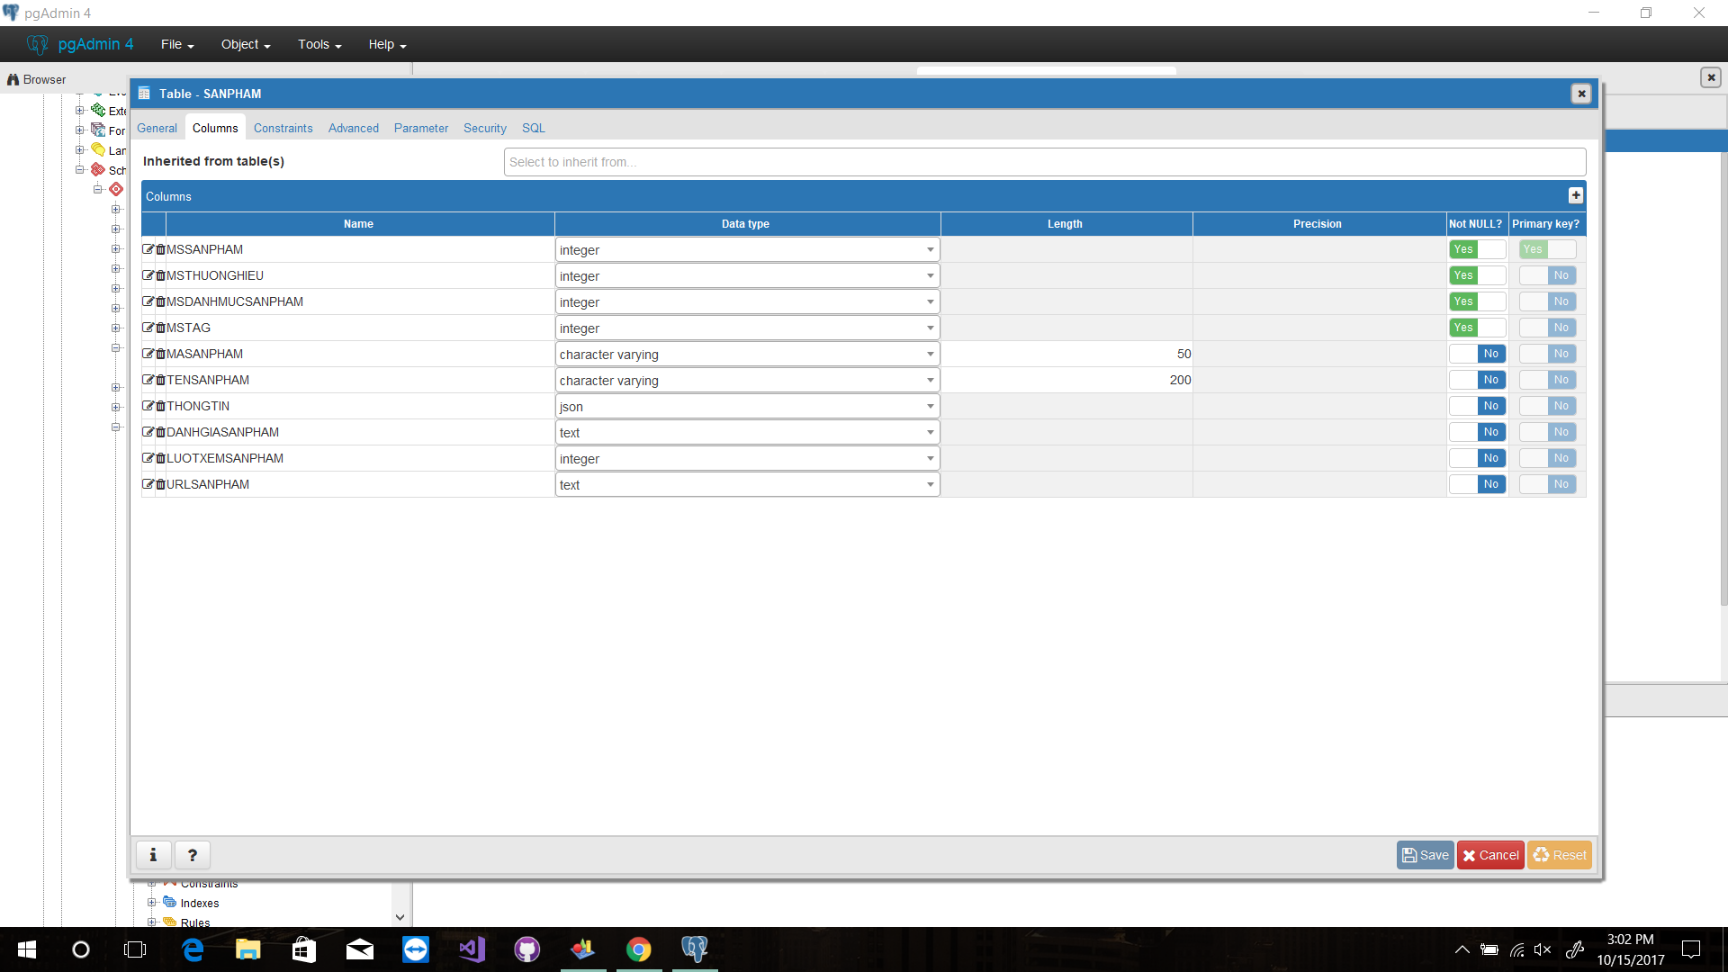 pgAdmin 4
pgAdmin 4 File Object Tools Help
Browser
Table - SANPHAM
General Columns Constraints Advanced Parameter Security SQL
Inherited from table(s) Select to inherit from...
Columns
Name Data type Length Precision Not NULL? Primary key?
MSSANPHAM integer Yes Yes
MSTHUONGHIEU integer Yes No
MSDANHMUCSANPHAM integer Yes No
MSTAG integer Yes No
MASANPHAM character varying 50 No No
TENSANPHAM character varying 200 No No
THONGTIN json No No
DANHGIASANPHAM text No No
LUOTXEMSANPHAM integer No No
URLSANPHAM text No No
Exte
For
Lan
Sch
i ? Save Cancel Reset
Constraints
Indexes
Rules
3:02 PM
10/15/2017